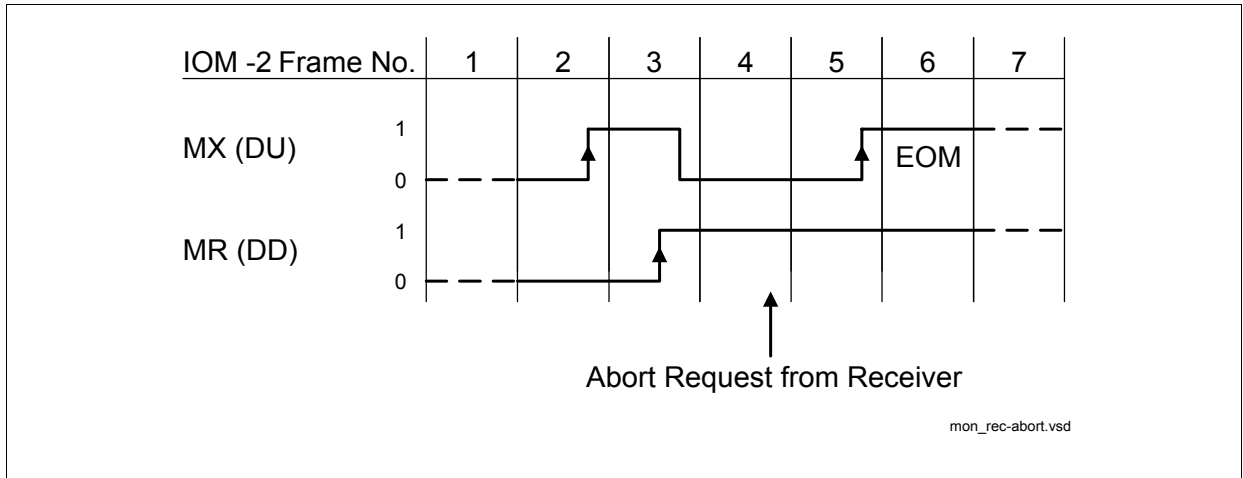 IOM -2 Frame No. 1 2 3 4 5 6 7
MX (DU)
1
0
EOM
MR (DD)
1
0
Abort Request from Receiver
mon_rec-abort.vsd